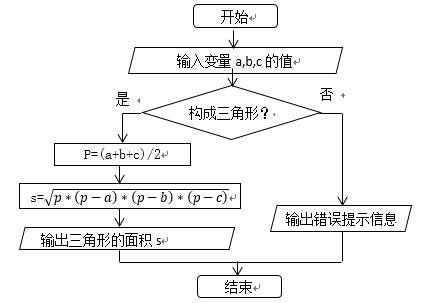 开始
输入变量 a,b,c 的值
是
否
构成三角形？
P=(a+b+c)/2
s=√p∗(p−a)∗(p−b)∗(p−c)
输出三角形的面积 s
输出错误提示信息
结束